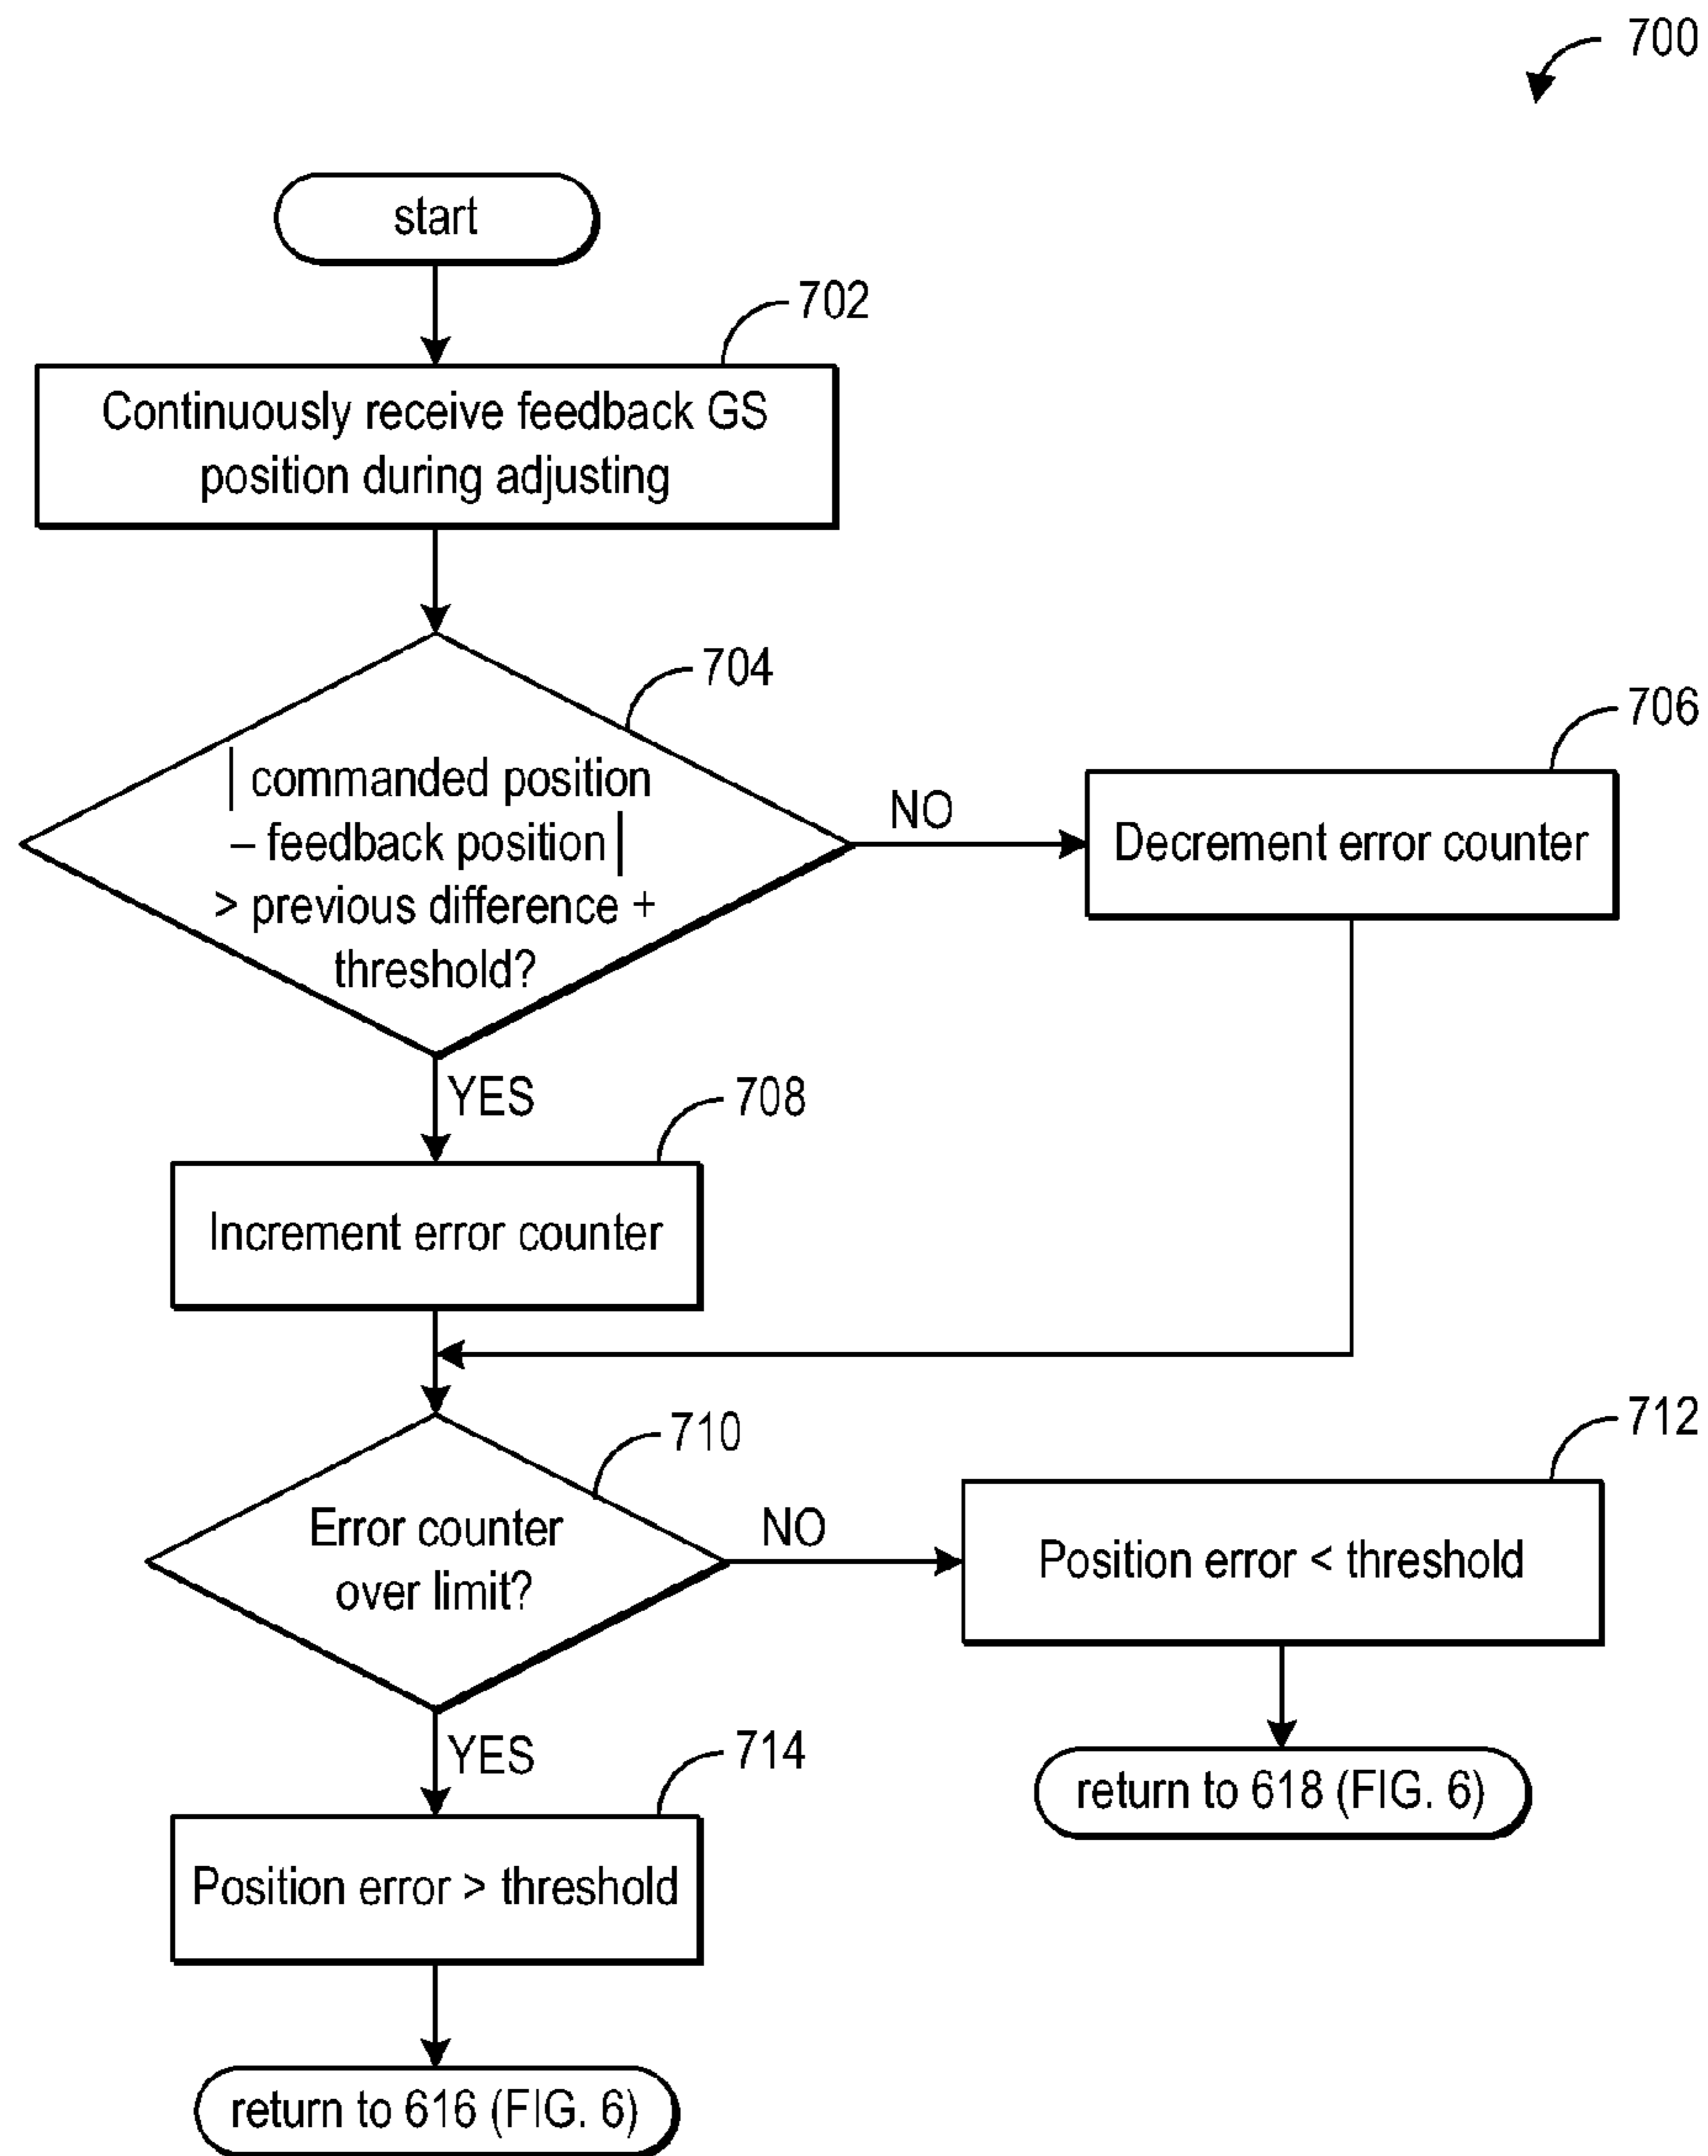 700
start
702
Continuously receive feedback GS
position during adjusting
704
| commanded position
– feedback position |
> previous difference +
threshold?
NO
706
Decrement error counter
YES
708
Increment error counter
710
Error counter
over limit?
NO
712
Position error < threshold
return to 618 (FIG. 6)
YES
714
Position error > threshold
return to 616 (FIG. 6)